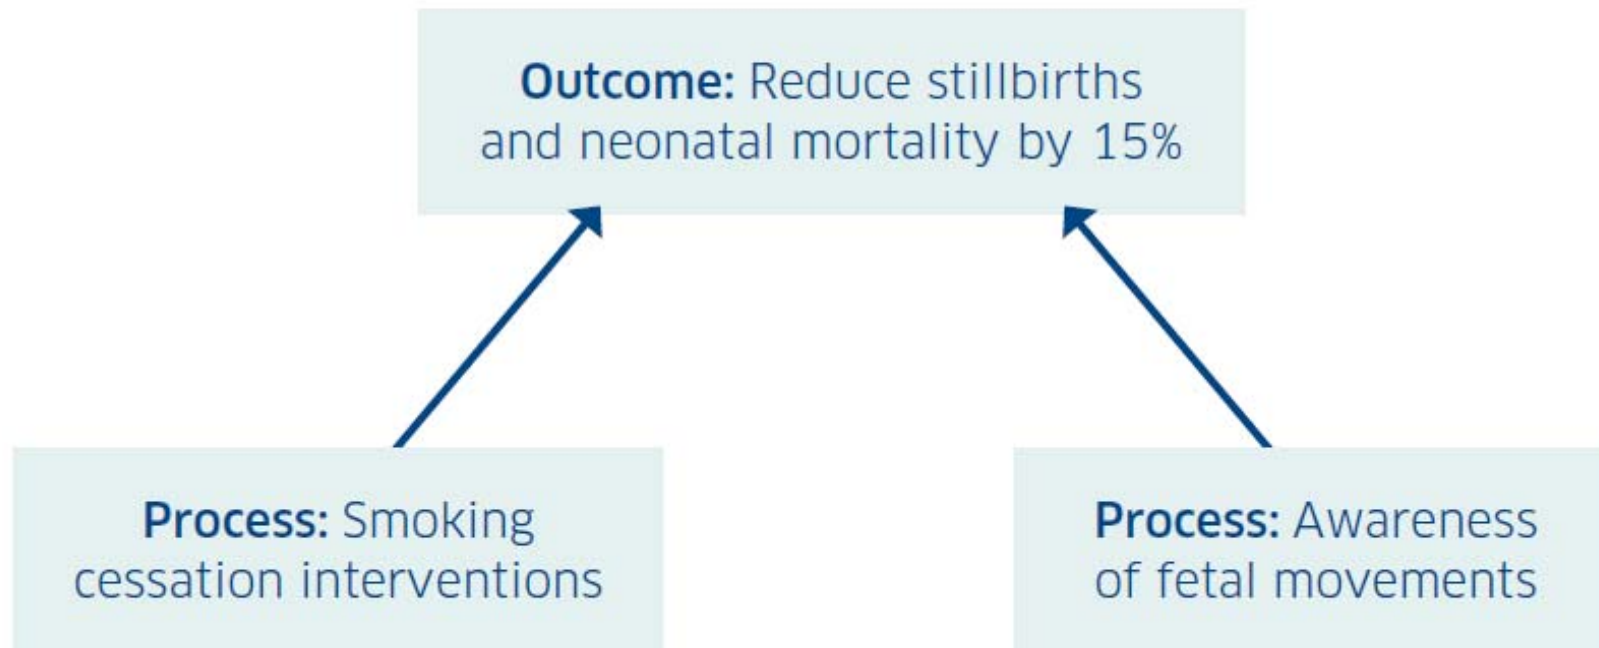 Outcome: Reduce stillbirths
and neonatal mortality by 15%
Process: Smoking
cessation interventions
Process: Awareness
of fetal movements